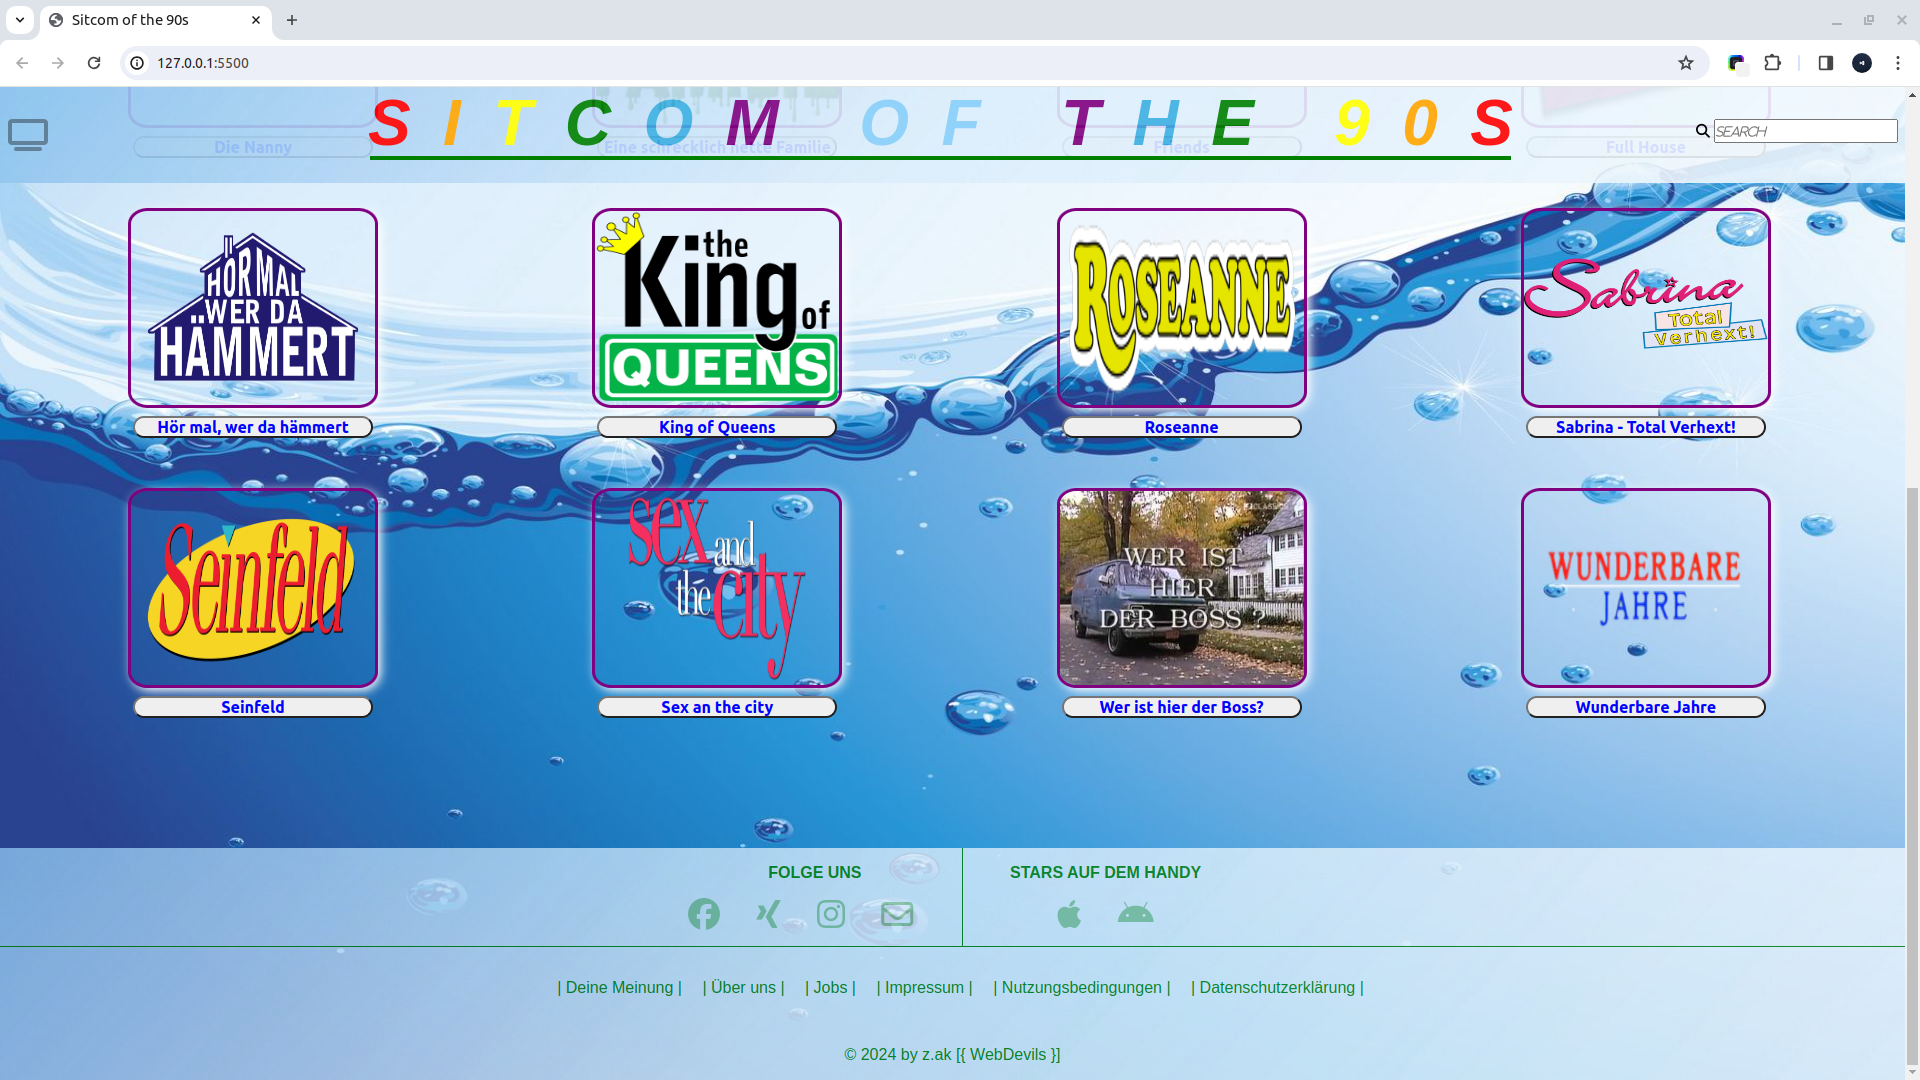 Sitcom of the 90s
127.0.0.1:5500
SITCOM OF THE 90S
SEARCH
Die Nanny
Eine schrecklich nette Familie
Friends
Full House
HÖR MAL
WER DA
HÄMMERT
the
King of
QUEENS
ROSEANNE
Sabrina
Total
Verhext!
Hör mal, wer da hämmert
King of Queens
Roseanne
Sabrina - Total Verhext!
Seinfeld
sex
and
the city
WER IST
HIER
DER BOSS ?
WUNDERBARE
JAHRE
Seinfeld
Sex an the city
Wer ist hier der Boss?
Wunderbare Jahre
FOLGE UNS
STARS AUF DEM HANDY
| Deine Meinung | | Über uns | | Jobs | | Impressum | | Nutzungsbedingungen | | Datenschutzerklärung |
© 2024 by z.ak [{ WebDevils }]